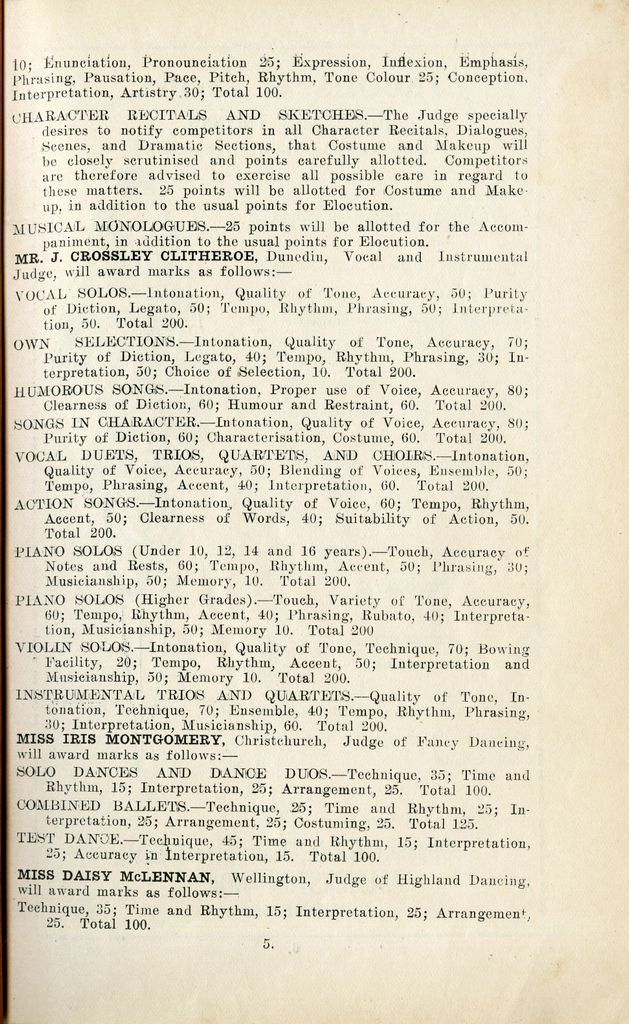 10; Enunciation, Pronounciation 25; Expression, Inflexion, Emphasis,
Phrasing, Pausation, Pace, Pitch, Rhythm, Tone Colour 25; Conception,
Interpretation, Artistry 30; Total 100.
CHARACTER RECITALS AND SKETCHES.—The Judge specially
desires to notify competitors in all Character Recitals, Dialogues,
Scenes, and Dramatic Sections, that Costume and Makeup will
be closely scrutinised and points carefully allotted. Competitors
are therefore advised to exercise all possible care in regard to
these matters. 25 points will be allotted for Costume and Make-
up, in addition to the usual points for Elocution.
MUSICAL MONOLOGUES.—25 points will be allotted for the Accom-
paniment, in addition to the usual points for Elocution.
MR. J. CROSSLEY CLITHEROE, Dunedin, Vocal and Instrumental
Judge, will award marks as follows:—
VOCAL SOLOS.—Intonation, Quality of Tone, Accuracy, 50; Purity
of Diction, Legato, 50; Tempo, Rhythm, Phrasing, 50; Interpreta-
tion, 50. Total 200.
OWN SELECTIONS.—Intonation, Quality of Tone, Accuracy, 70;
Purity of Diction, Legato, 40; Tempo, Rhythm, Phrasing, 30; In-
terpretation, 50; Choice of Selection, 10. Total 200.
HUMOROUS SONGS.—Intonation, Proper use of Voice, Accuracy, 80;
Clearness of Diction, 60; Humour and Restraint, 60. Total 200.
SONGS IN CHARACTER.—Intonation, Quality of Voice, Accuracy, 80;
Purity of Diction, 60; Characterisation, Costume, 60. Total 200.
VOCAL DUETS, TRIOS, QUARTETS, AND CHOIRS.—Intonation,
Quality of Voice, Accuracy, 50; Blending of Voices, Ensemble, 50;
Tempo, Phrasing, Accent, 40; Interpretation, 60. Total 200.
ACTION SONGS.—Intonation, Quality of Voice, 60; Tempo, Rhythm,
Accent, 50; Clearness of Words, 40; Suitability of Action, 50.
Total 200.
PIANO SOLOS (Under 10, 12, 14 and 16 years).—Touch, Accuracy of
Notes and Rests, 60; Tempo, Rhythm, Accent, 50; Phrasing, 30;
Musicianship, 50; Memory, 10. Total 200.
PIANO SOLOS (Higher Grades).—Touch, Variety of Tone, Accuracy,
60; Tempo, Rhythm, Accent, 40; Phrasing, Rubato, 40; Interpreta-
tion, Musicianship, 50; Memory 10. Total 200
VIOLIN SOLOS.—Intonation, Quality of Tone, Technique, 70; Bowing
Facility, 20; Tempo, Rhythm, Accent, 50; Interpretation and
Musicianship, 50; Memory 10. Total 200.
INSTRUMENTAL TRIOS AND QUARTETS.—Quality of Tone, In-
tonation, Technique, 70; Ensemble, 40; Tempo, Rhythm, Phrasing,
30; Interpretation, Musicianship, 60. Total 200.
MISS IRIS MONTGOMERY, Christchurch, Judge of Fancy Dancing,
will award marks as follows:—
SOLO DANCES AND DANCE DUOS.—Technique, 35; Time and
Rhythm, 15; Interpretation, 25; Arrangement, 25. Total 100.
COMBINED BALLETS.—Technique, 25; Time and Rhythm, 25; In-
terpretation, 25; Arrangement, 25; Costuming, 25. Total 125.
TEST DANCE.—Technique, 45; Time and Rhythm, 15; Interpretation,
25; Accuracy in Interpretation, 15. Total 100.
MISS DAISY McLENNAN, Wellington, Judge of Highland Dancing,
will award marks as follows:—
Technique, 35; Time and Rhythm, 15; Interpretation, 25; Arrangement,
25. Total 100.
5.